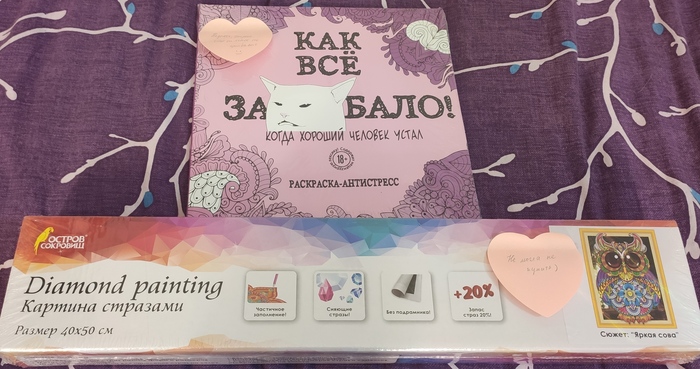 КАК
ВСЁ
ЗА БАЛО!
КОГДА ХОРОШИЙ ЧЕЛОВЕК УСТАЛ
18+
РАСКРАСКА-АНТИСТРЕСС
ОСТРОВ
СОКРОВИЩ
Diamond painting
Картина стразами
Размер 40х50 см
Частичное
заполнение!
Сияющие
стразы!
Без подрамника!
+20%
Запас
страз 20%!
Сюжет: "Яркая сова"